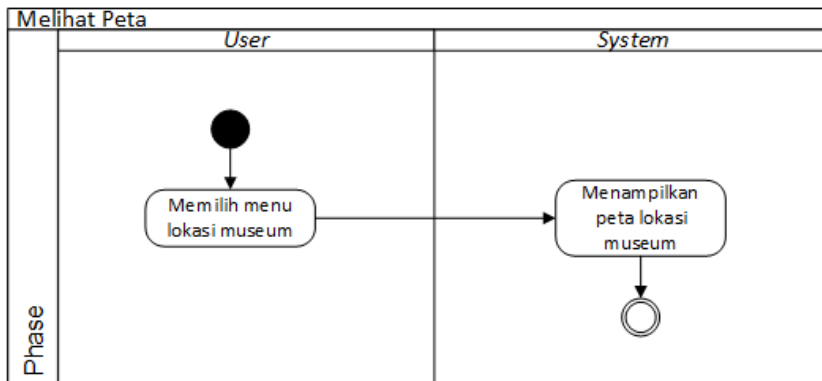 Melihat Peta
User
System
Memilih menu
lokasi museum
Menampilkan
peta lokasi
museum
Phase